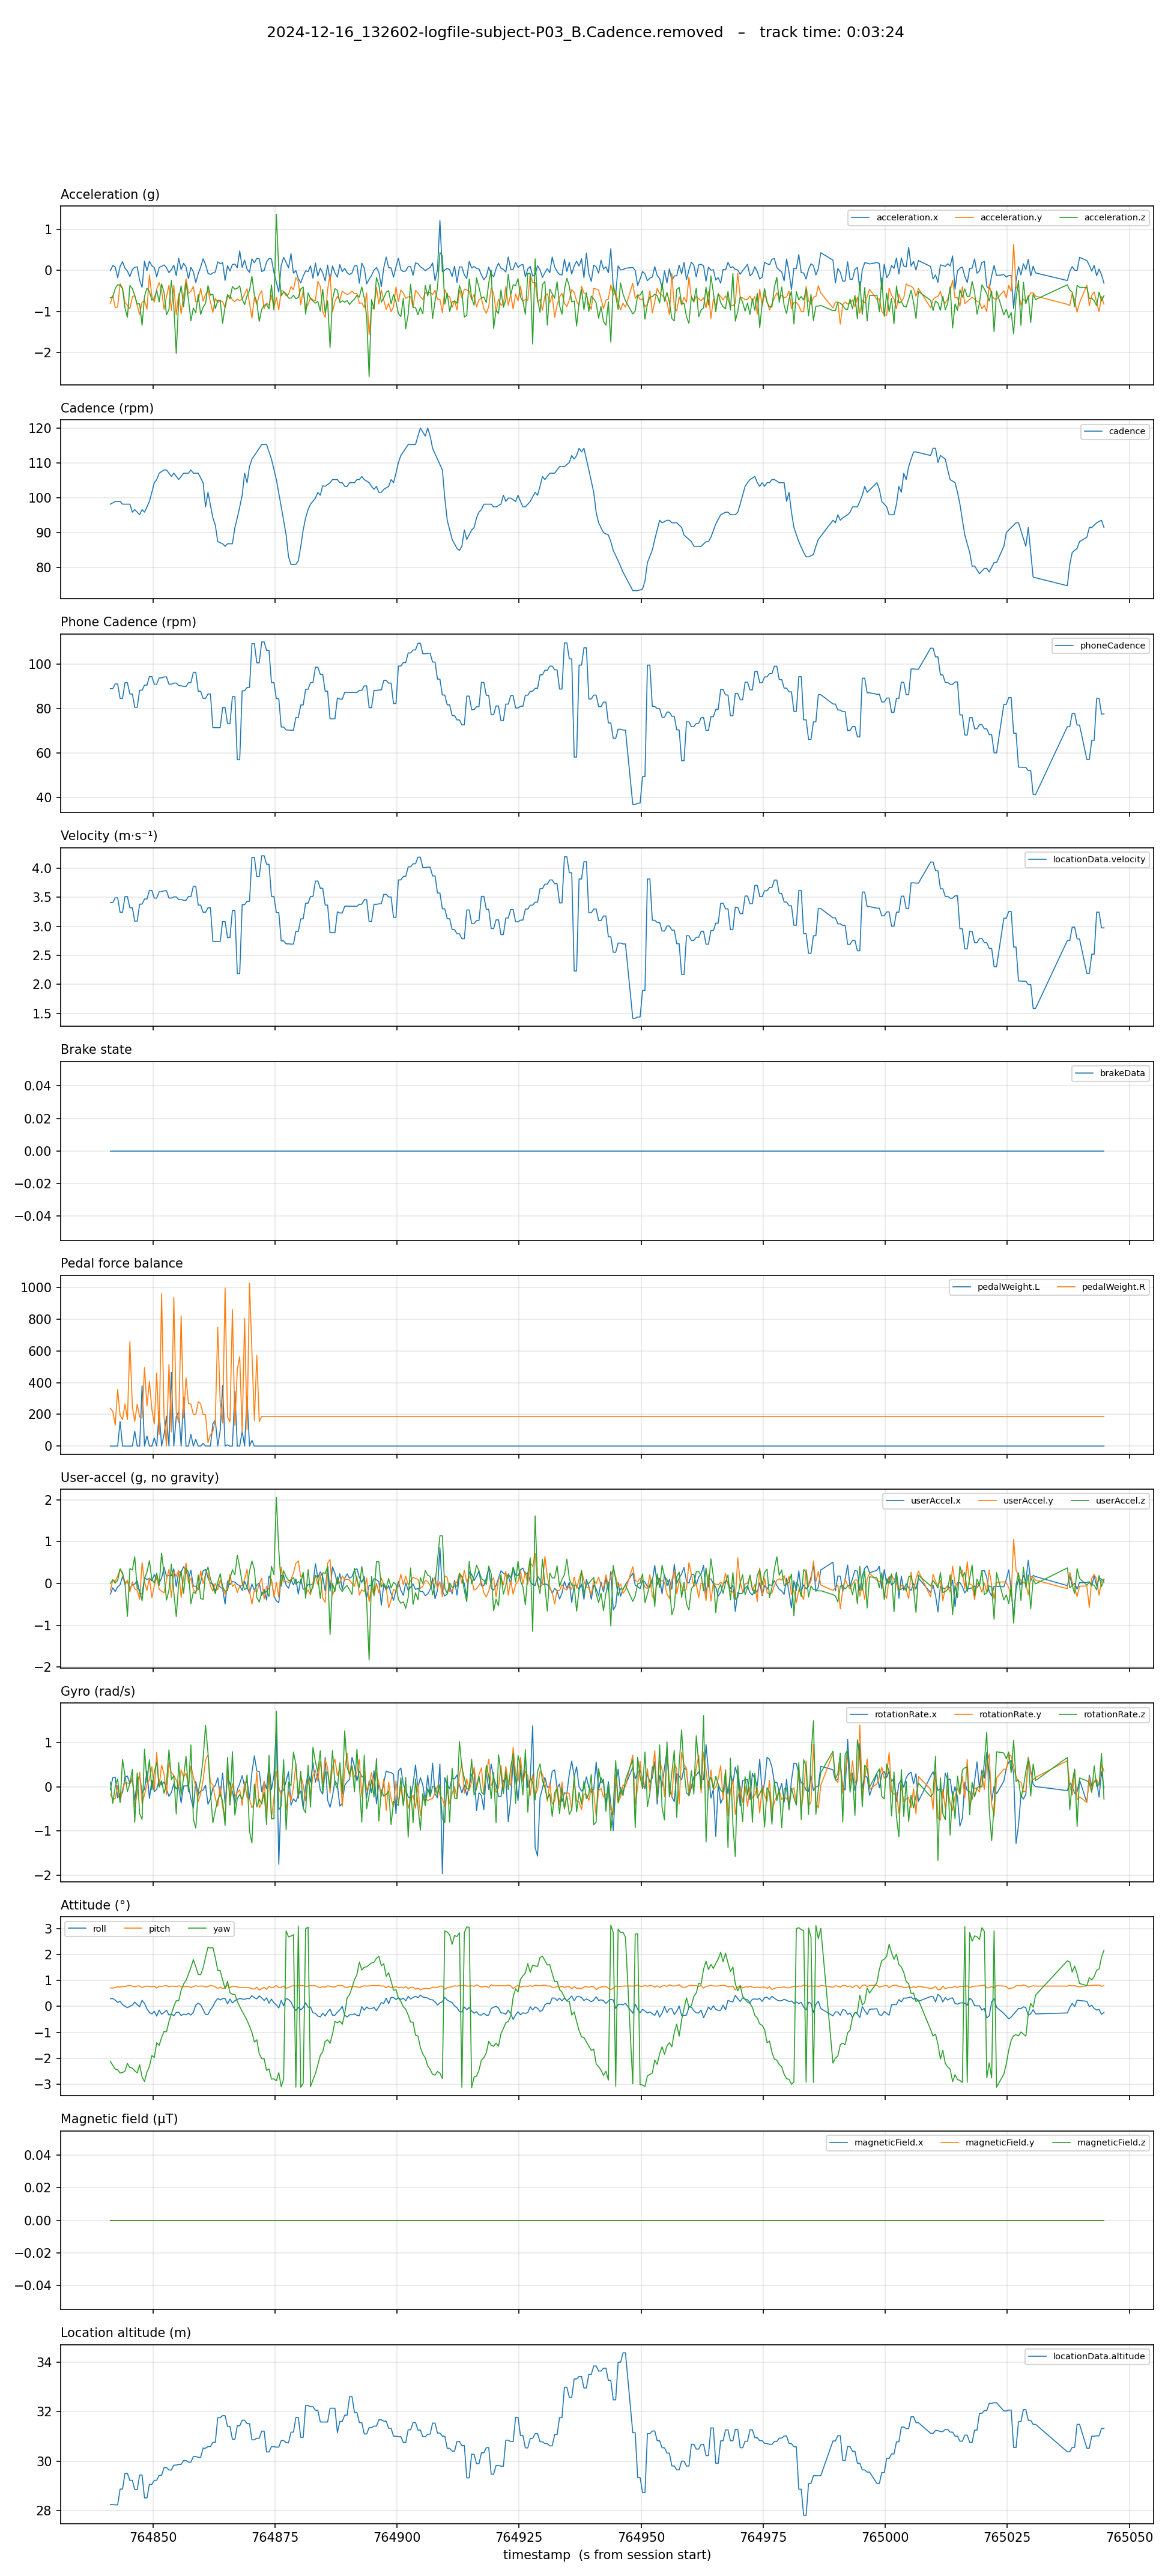 2024-12-16_132602-logfile-subject-P03_B.Cadence.removed – track time: 0:03:24
Acceleration (g)
acceleration.x acceleration.y acceleration.z
1
0
−1
−2
Cadence (rpm)
cadence
120
110
100
90
80
Phone Cadence (rpm)
phoneCadence
100
80
60
40
Velocity (m·s⁻¹)
locationData.velocity
4.0
3.5
3.0
2.5
2.0
1.5
Brake state
brakeData
0.04
0.02
0.00
−0.02
−0.04
Pedal force balance
pedalWeight.L pedalWeight.R
1000
800
600
400
200
0
User-accel (g, no gravity)
userAccel.x userAccel.y userAccel.z
2
1
0
−1
−2
Gyro (rad/s)
rotationRate.x rotationRate.y rotationRate.z
1
0
−1
−2
Attitude (°)
roll pitch yaw
3
2
1
0
−1
−2
−3
Magnetic field (µT)
magneticField.x magneticField.y magneticField.z
0.04
0.02
0.00
−0.02
−0.04
Location altitude (m)
locationData.altitude
34
32
30
28
764850 764875 764900 764925 764950 764975 765000 765025 765050
timestamp (s from session start)